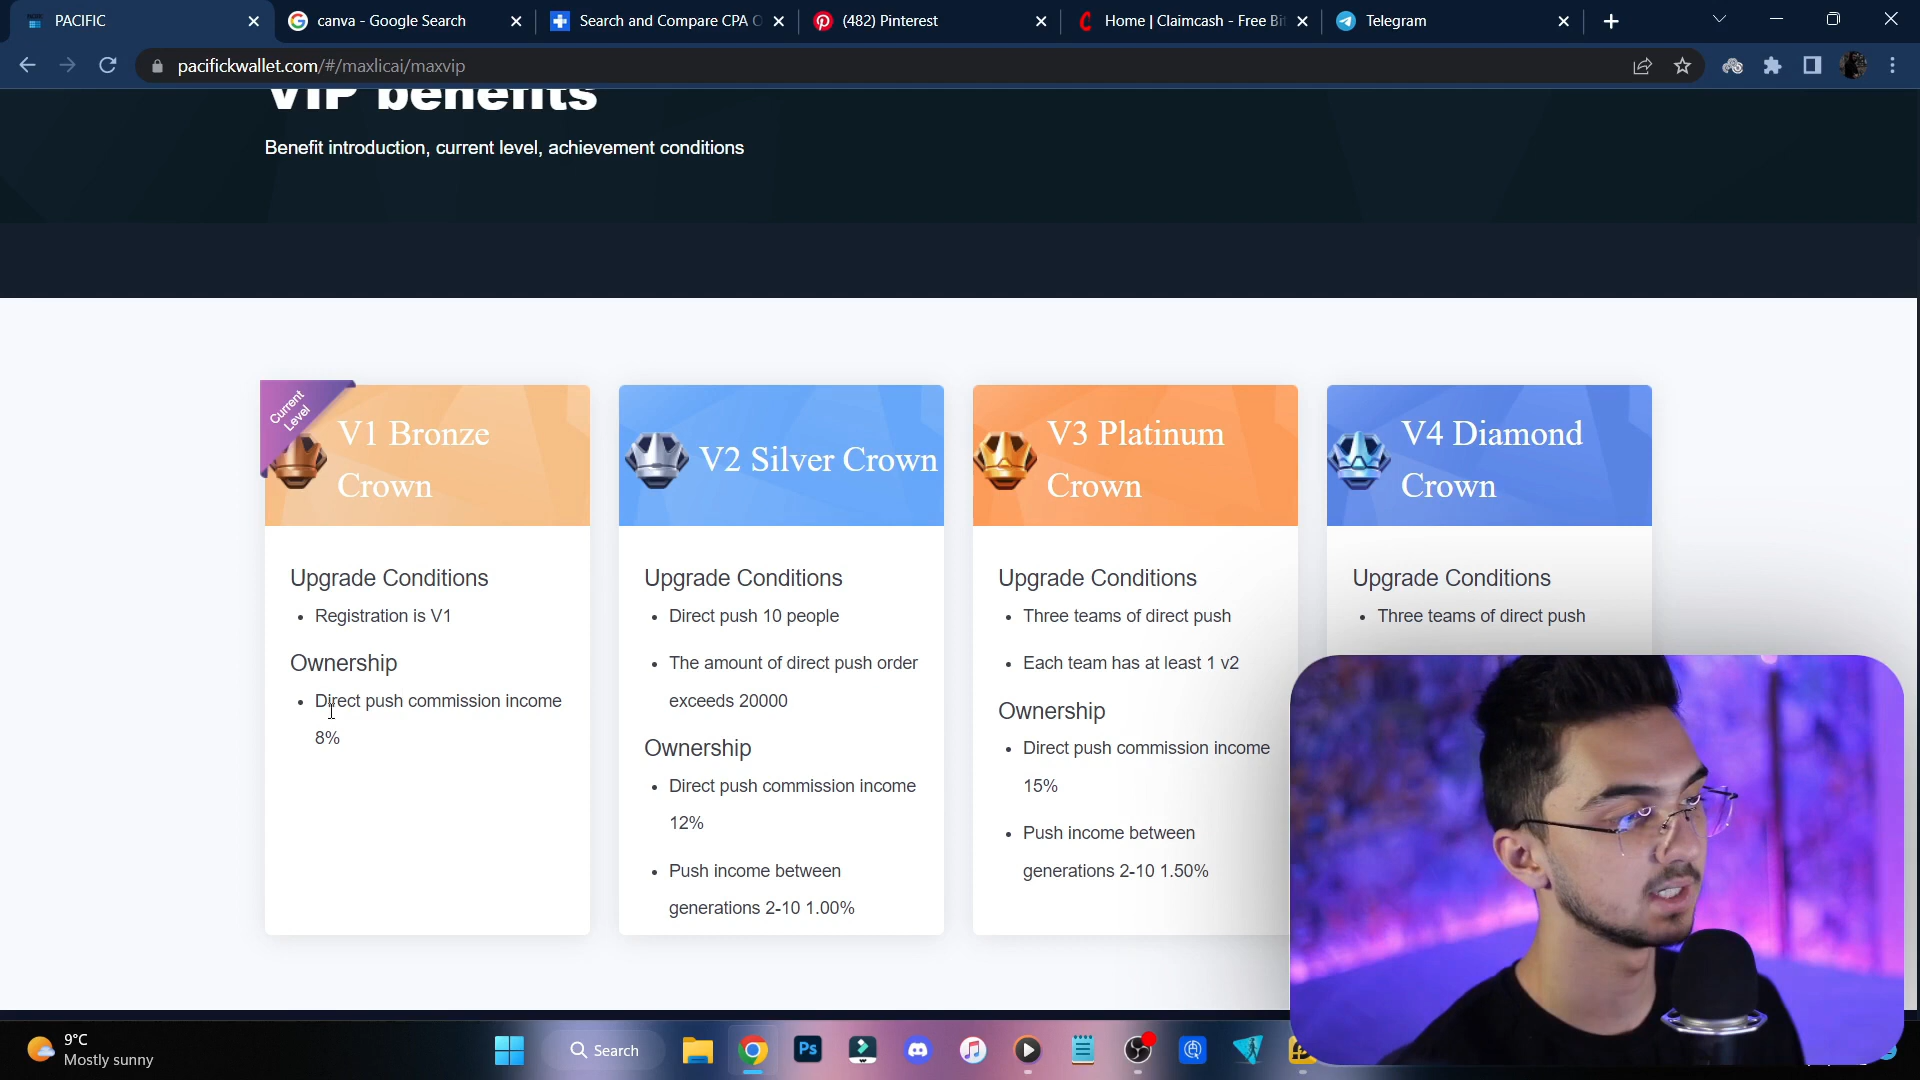 PACIFIC
canva - Google Search
Search and Compare CPA O
(482) Pinterest
Home | Claimcash - Free Bit
Telegram
pacifickwallet.com/#/maxlicai/maxvip
VIP benefits
Benefit introduction, current level, achievement conditions
Current
Level
V1 Bronze
Crown
Upgrade Conditions
Registration is V1
Ownership
Direct push commission income
8%
V2 Silver Crown
Upgrade Conditions
Direct push 10 people
The amount of direct push order
exceeds 20000
Ownership
Direct push commission income
12%
Push income between
generations 2-10 1.00%
V3 Platinum
Crown
Upgrade Conditions
Three teams of direct push
Each team has at least 1 v2
Ownership
Direct push commission income
15%
Push income between
generations 2-10 1.50%
V4 Diamond
Crown
Upgrade Conditions
Three teams of direct push
9°C
Mostly sunny
Search
Ps